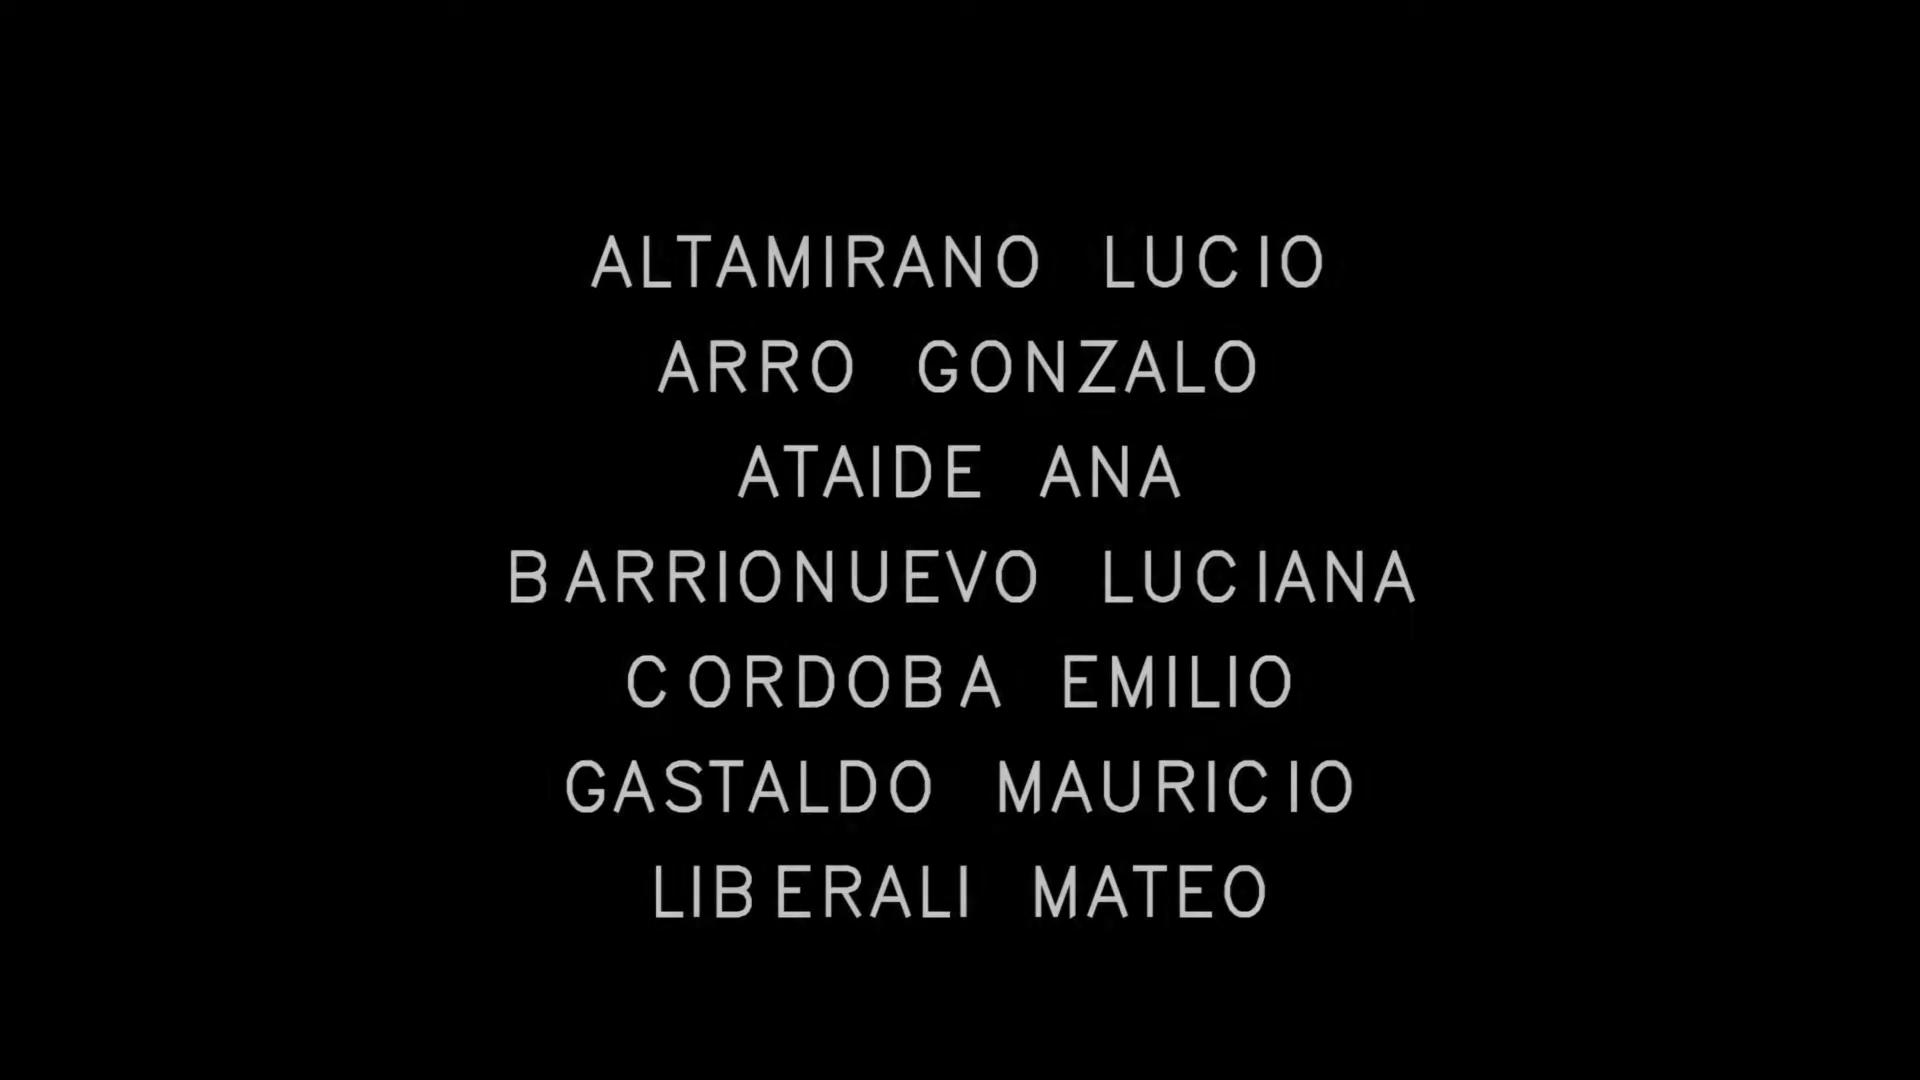 ALTAMIRANO LUCIO
ARRO GONZALO
ATAIDE ANA
BARRIONUEVO LUCIANA
CORDOBA EMILIO
GASTALDO MAURICIO
LIBERALI MATEO